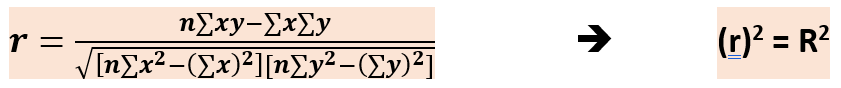 r = n∑xy−∑x∑y / √[n∑x²−(∑x)²][n∑y²−(∑y)²] ➔ (r)² = R²